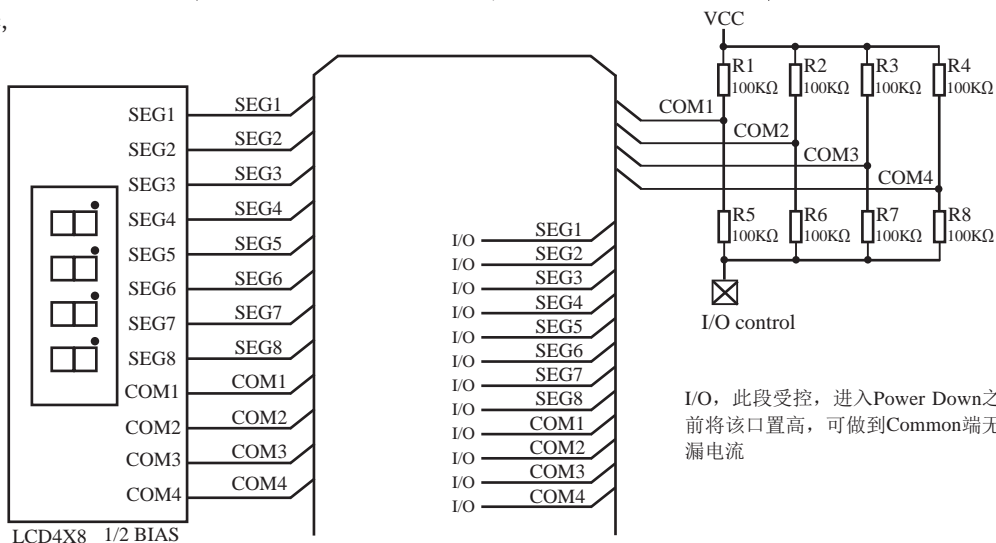 VCC
R1
100KΩ
R2
100KΩ
R3
100KΩ
R4
100KΩ
COM1
COM2
COM3
COM4
R5
100KΩ
R6
100KΩ
R7
100KΩ
R8
100KΩ
I/O control
SEG1
SEG2
SEG3
SEG4
SEG5
SEG6
SEG7
SEG8
COM1
COM2
COM3
COM4
SEG1
SEG2
SEG3
SEG4
SEG5
SEG6
SEG7
SEG8
COM1
COM2
COM3
COM4
LCD4X8 1/2 BIAS
I/O SEG1
I/O SEG2
I/O SEG3
I/O SEG4
I/O SEG5
I/O SEG6
I/O SEG7
I/O SEG8
I/O COM1
I/O COM2
I/O COM3
I/O COM4
I/O，此段受控，进入Power Down之
前将该口置高，可做到Common端无
漏电流